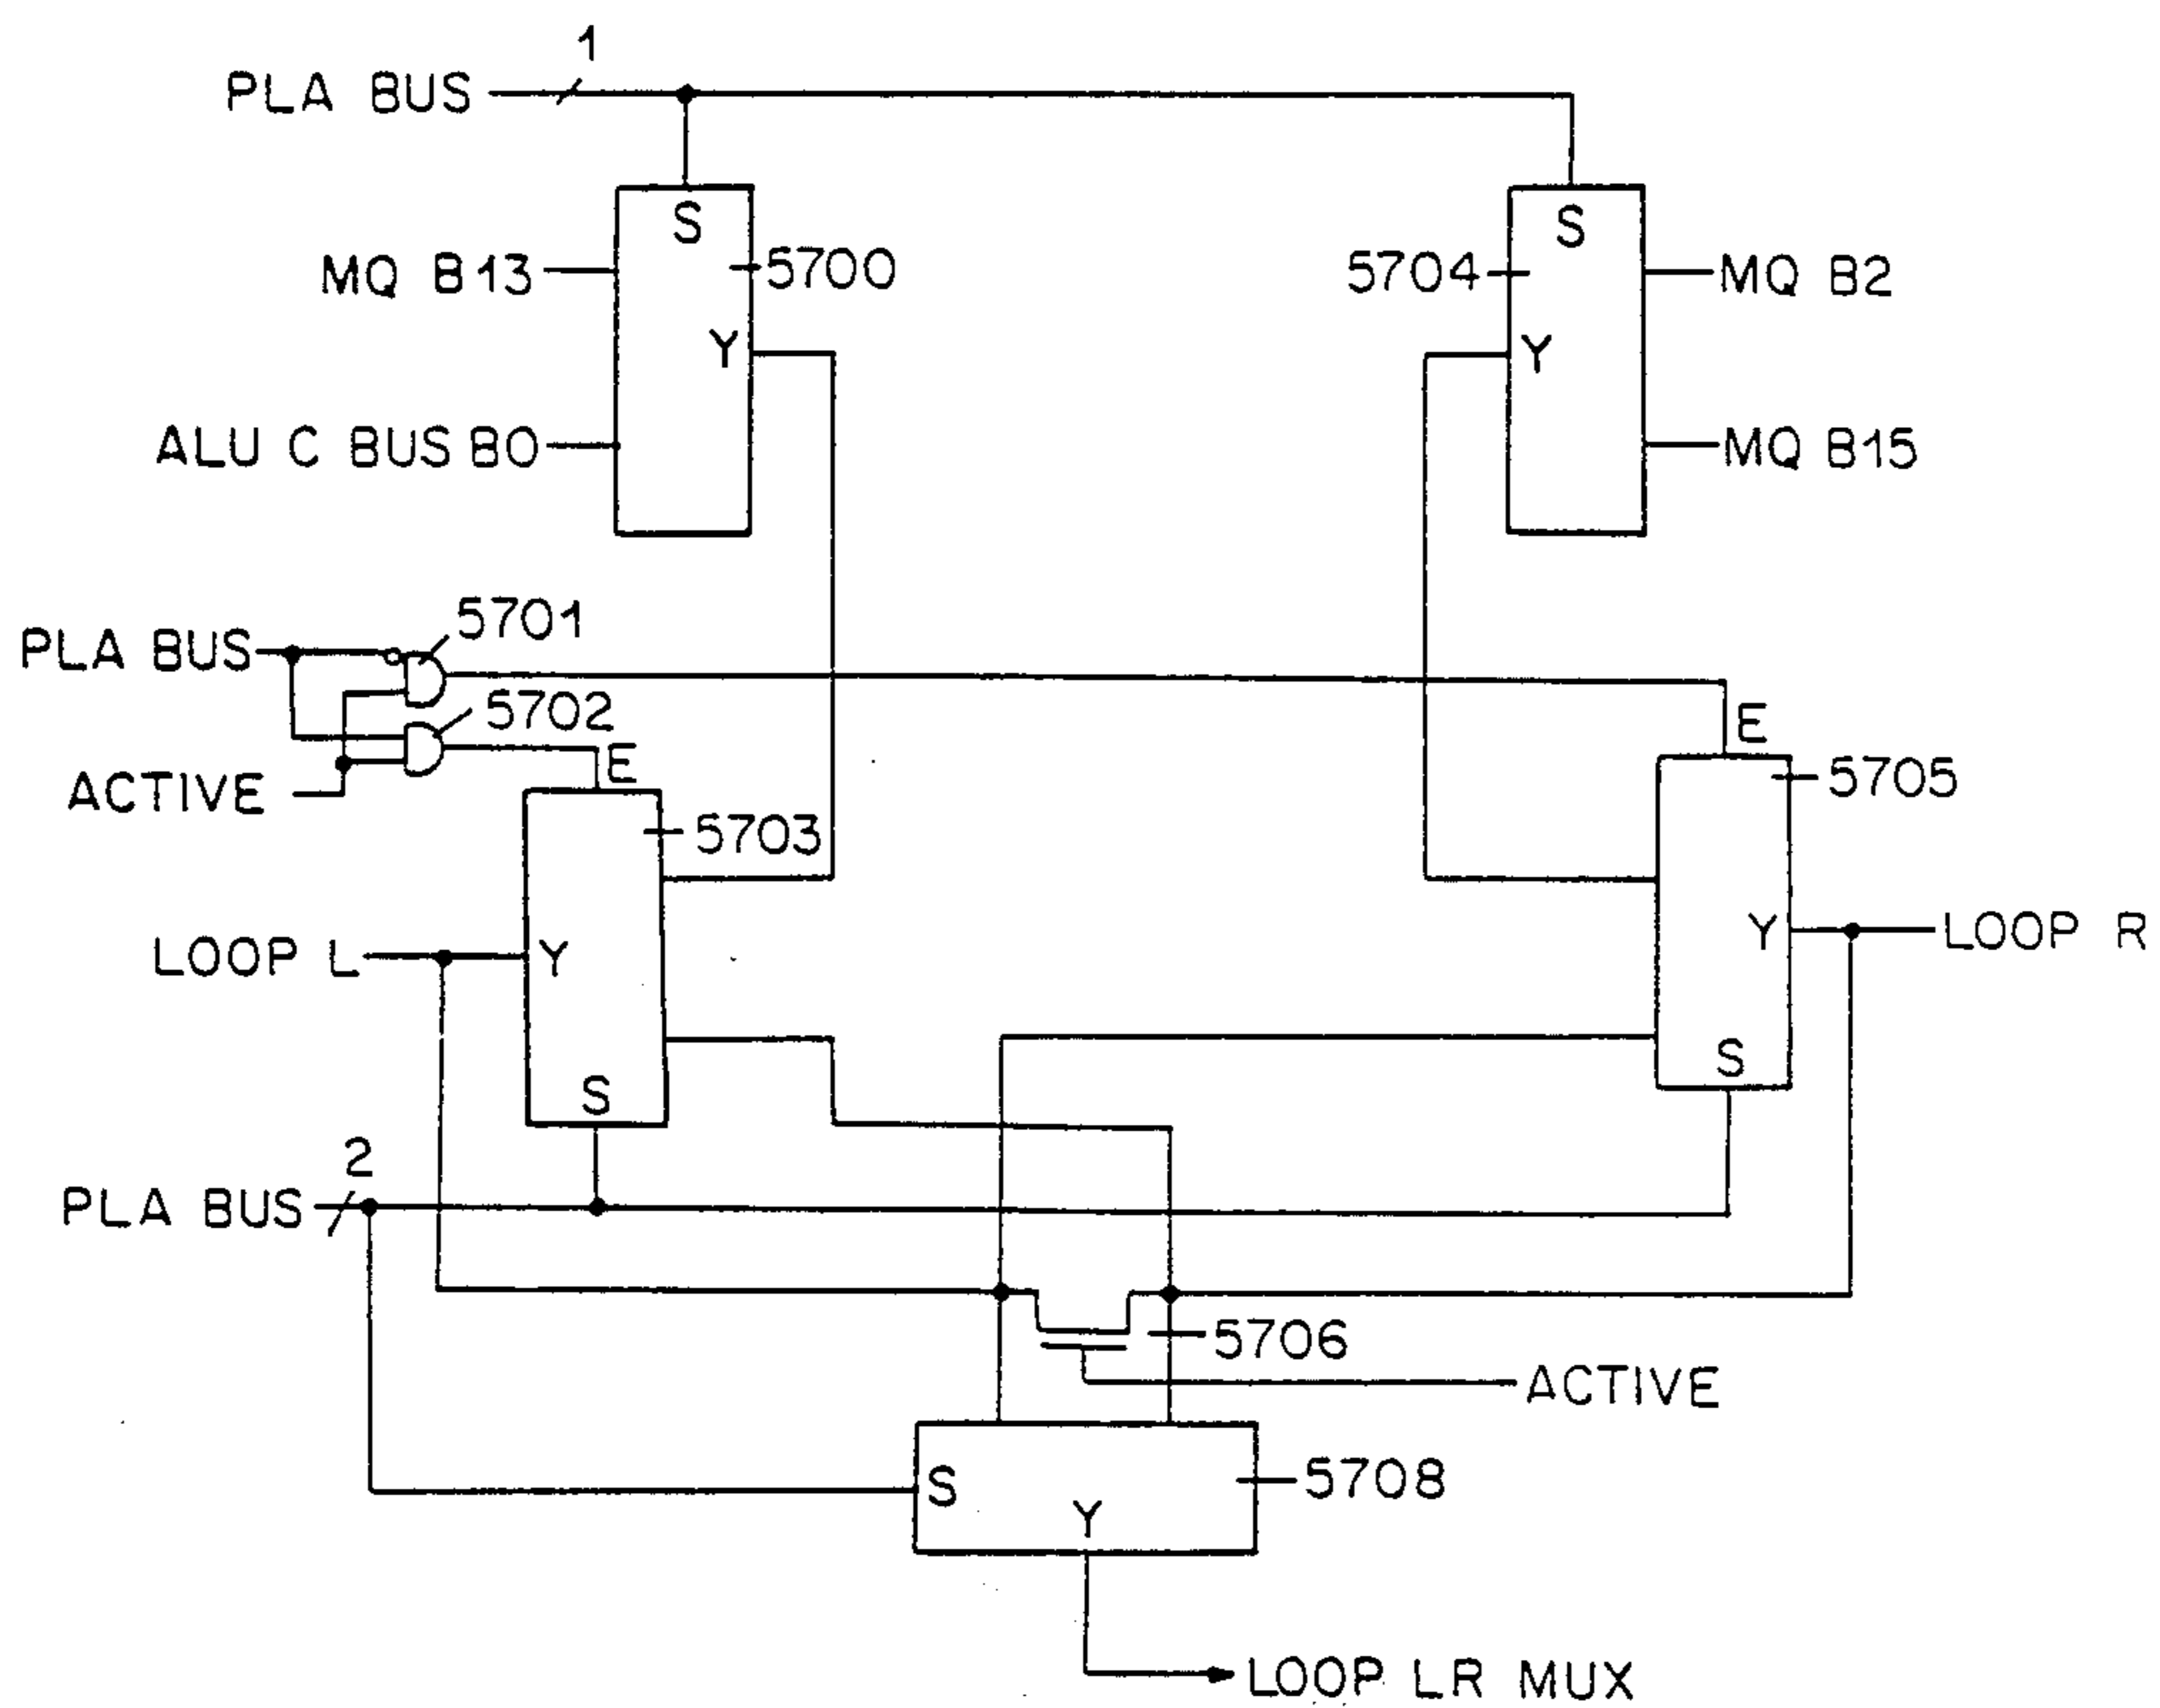 1
PLA BUS
S
S
MQ B13
5700
5704
MQ B2
Y
Y
ALU C BUS B0
MQ B15
5701
PLA BUS
5702
E
E
ACTIVE
5705
5703
Y
LOOP R
LOOP L
Y
S
S
2
PLA BUS
5706
ACTIVE
S
5708
Y
LOOP LR MUX